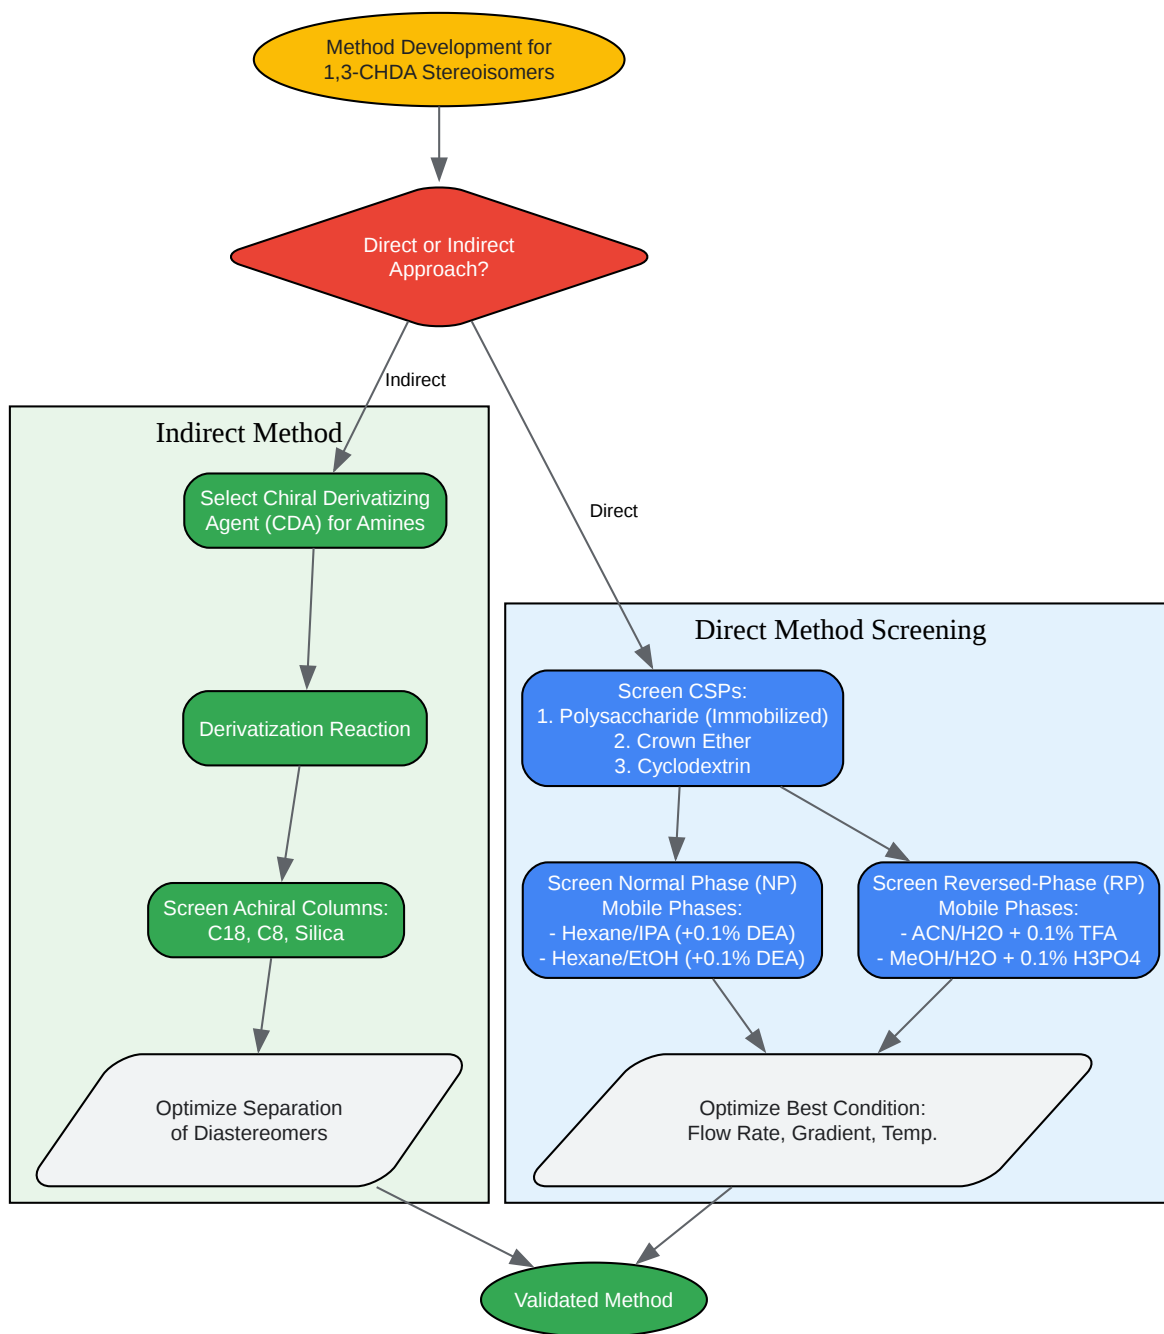 Method Development for
1,3-CHDA Stereoisomers
Direct or Indirect
Approach?
Indirect
Direct
Indirect Method
Select Chiral Derivatizing
Agent (CDA) for Amines
Derivatization Reaction
Screen Achiral Columns:
C18, C8, Silica
Optimize Separation
of Diastereomers
Direct Method Screening
Screen CSPs:
1. Polysaccharide (Immobilized)
2. Crown Ether
3. Cyclodextrin
Screen Normal Phase (NP)
Mobile Phases:
- Hexane/IPA (+0.1% DEA)
- Hexane/EtOH (+0.1% DEA)
Screen Reversed-Phase (RP)
Mobile Phases:
- ACN/H2O + 0.1% TFA
- MeOH/H2O + 0.1% H3PO4
Optimize Best Condition:
Flow Rate, Gradient, Temp.
Validated Method